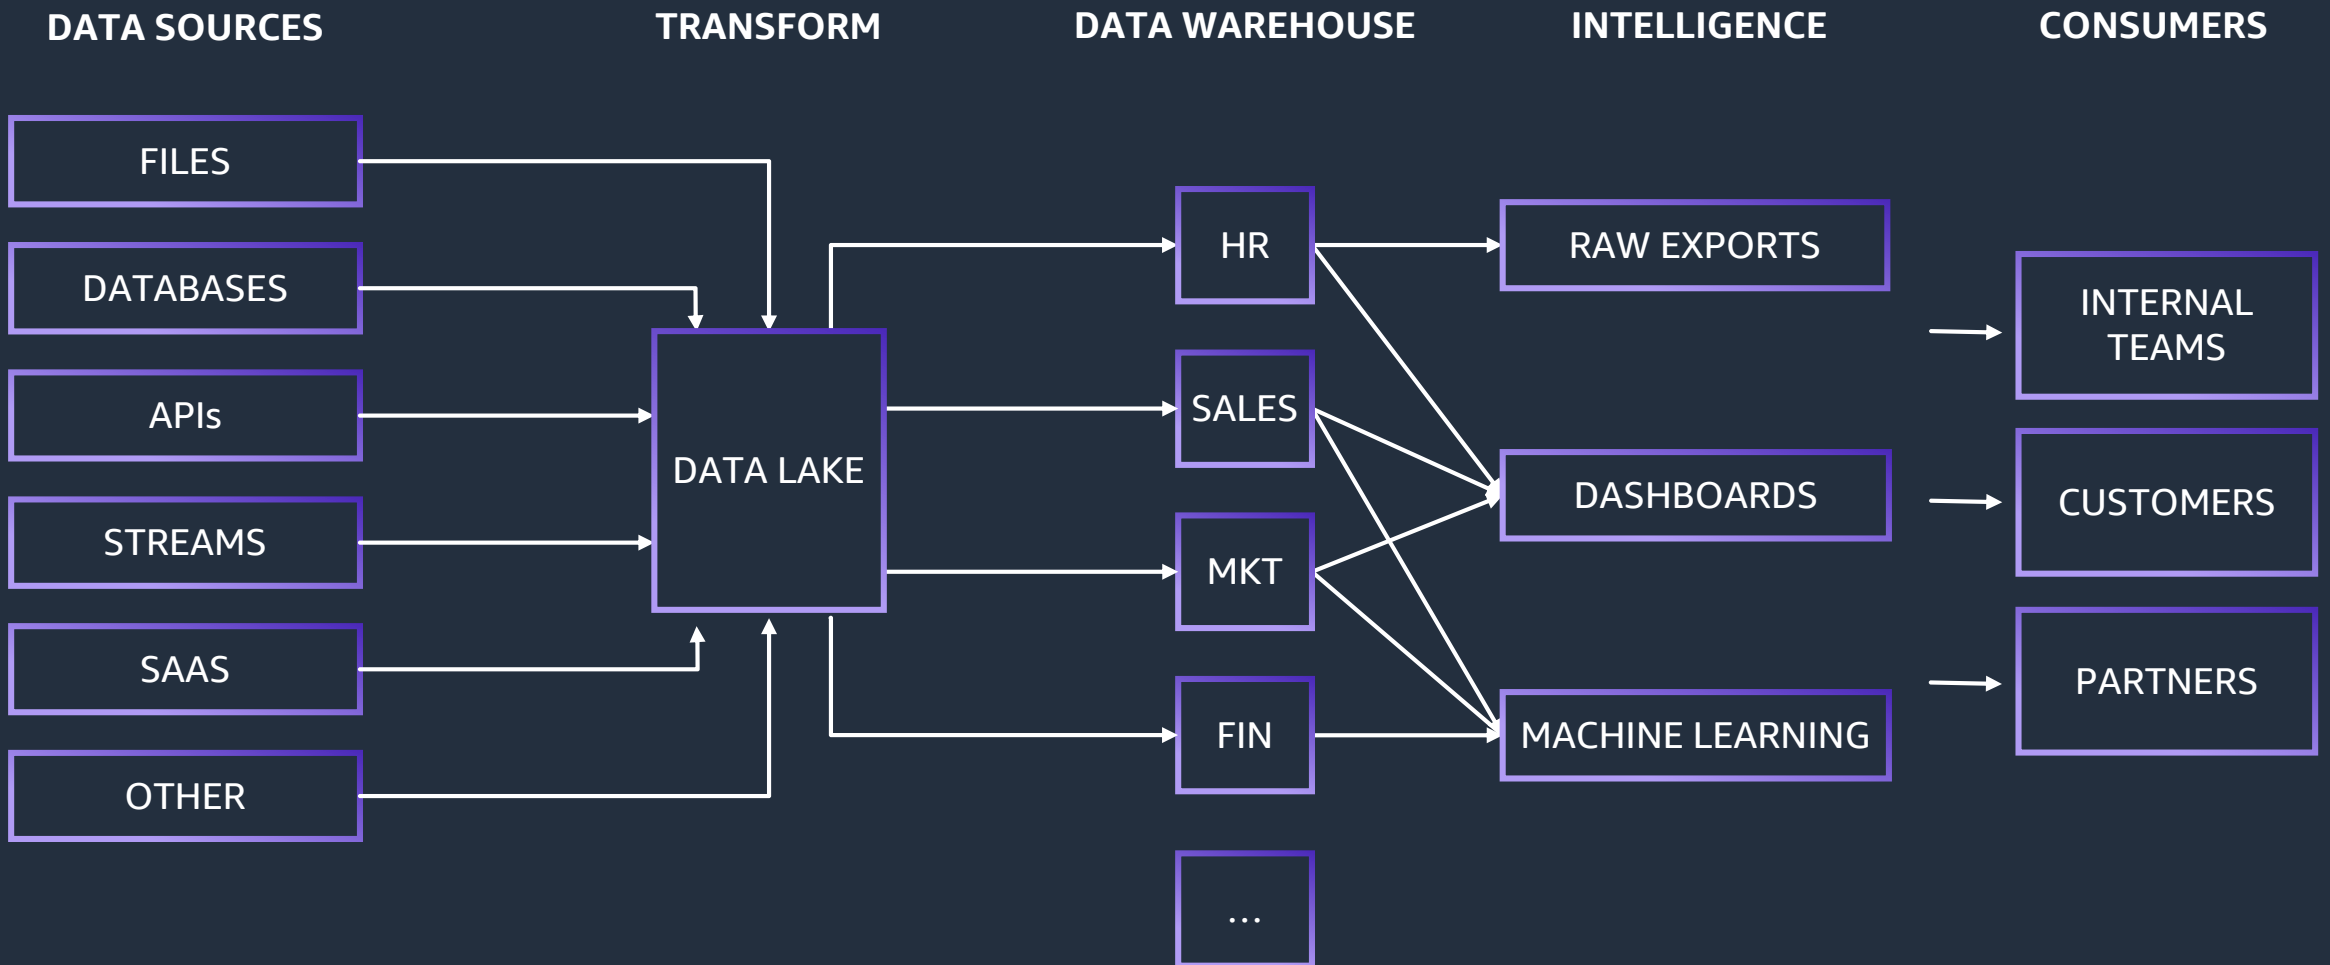 DATA SOURCES
TRANSFORM
DATA WAREHOUSE
INTELLIGENCE
CONSUMERS
FILES
DATABASES
APIs
STREAMS
SAAS
OTHER
DATA LAKE
HR
SALES
MKT
FIN
...
RAW EXPORTS
DASHBOARDS
MACHINE LEARNING
INTERNAL
TEAMS
CUSTOMERS
PARTNERS